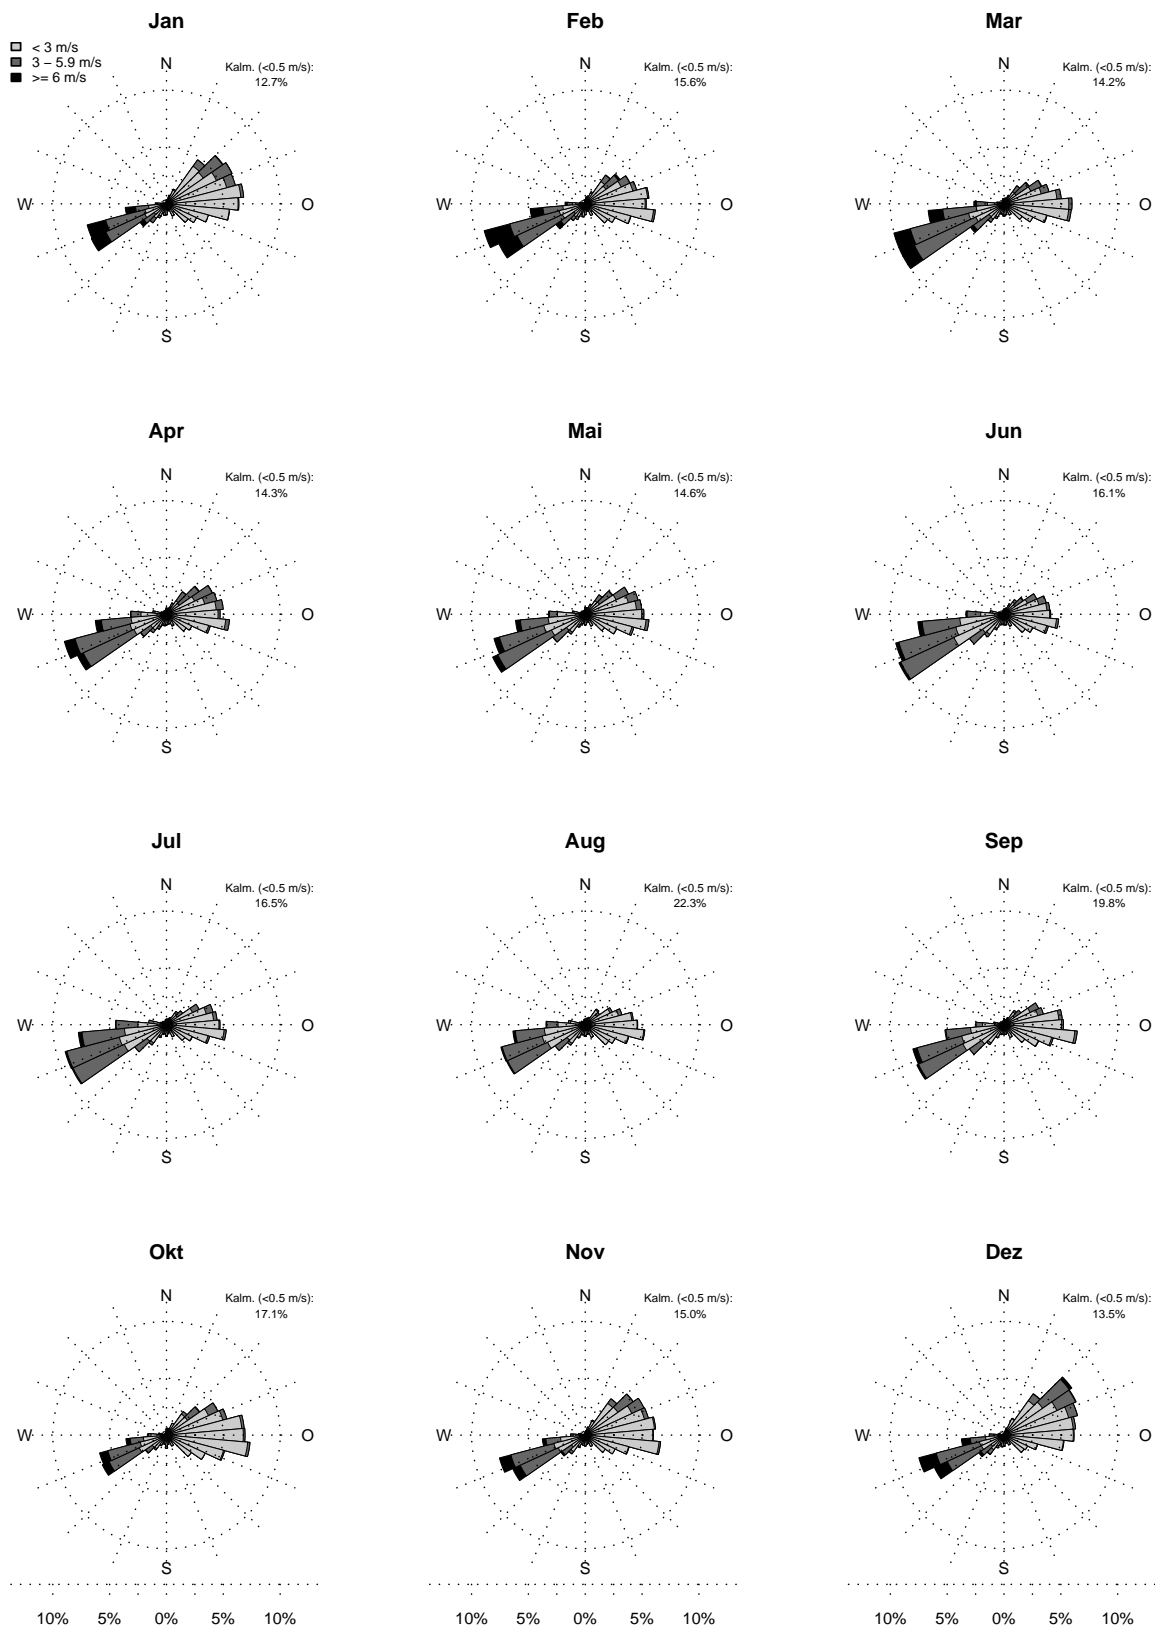 Jan
Feb
Mar
< 3 m/s
3 – 5.9 m/s
>= 6 m/s
N
Kalm. (<0.5 m/s):
12.7%
W
O
S
N
Kalm. (<0.5 m/s):
15.6%
W
O
S
N
Kalm. (<0.5 m/s):
14.2%
W
O
S
Apr
Mai
Jun
N
Kalm. (<0.5 m/s):
14.3%
W
O
S
N
Kalm. (<0.5 m/s):
14.6%
W
O
S
N
Kalm. (<0.5 m/s):
16.1%
W
O
S
Jul
Aug
Sep
N
Kalm. (<0.5 m/s):
16.5%
W
O
S
N
Kalm. (<0.5 m/s):
22.3%
W
O
S
N
Kalm. (<0.5 m/s):
19.8%
W
O
S
Okt
Nov
Dez
N
Kalm. (<0.5 m/s):
17.1%
W
O
S
N
Kalm. (<0.5 m/s):
15.0%
W
O
S
N
Kalm. (<0.5 m/s):
13.5%
W
O
S
10% 5% 0% 5% 10%
10% 5% 0% 5% 10%
10% 5% 0% 5% 10%